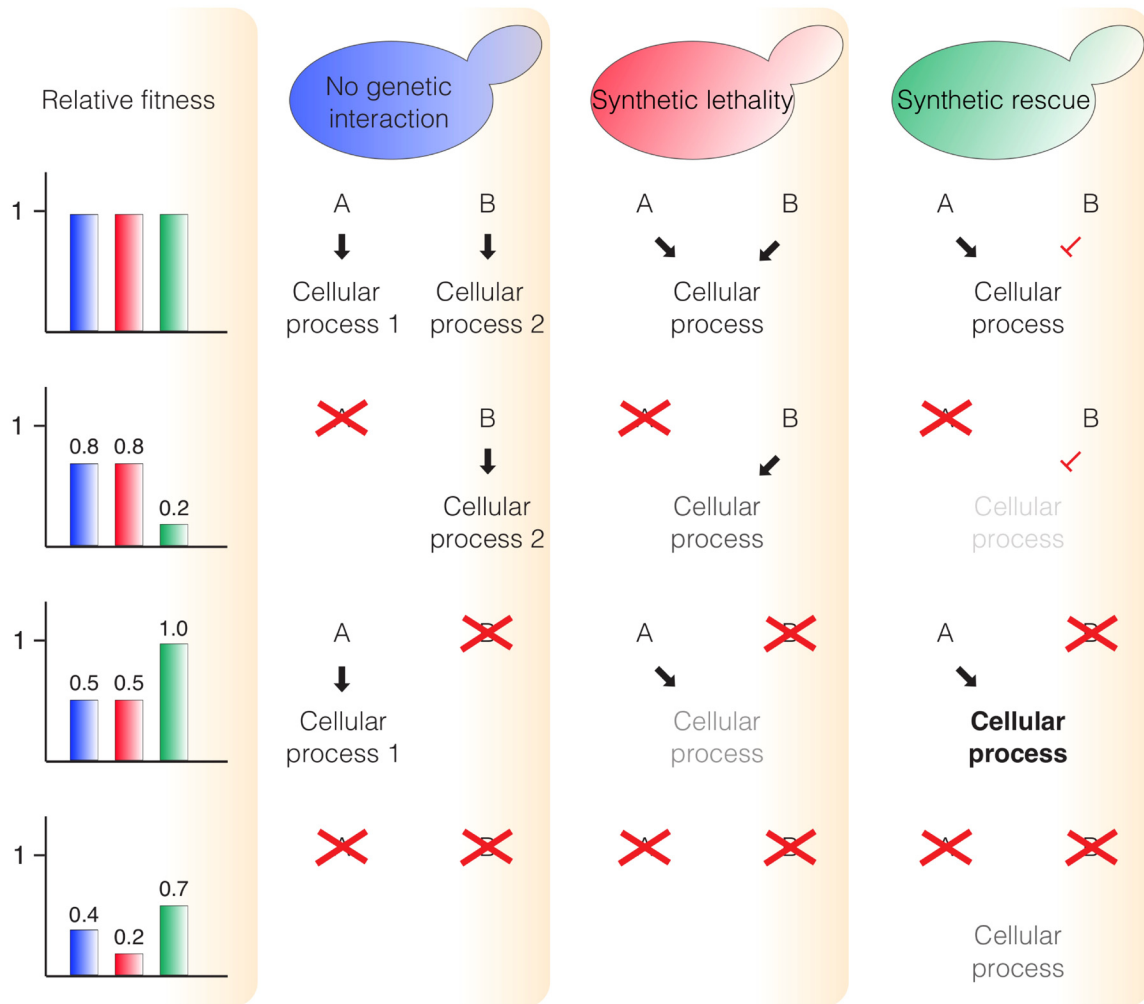 Relative fitness
No genetic
interaction
Synthetic lethality
Synthetic rescue
1
A
B
A
B
A
B
Cellular
process 1
Cellular
process 2
Cellular
process
Cellular
process
1
0.8
0.8
0.2
A
B
A
B
A
B
Cellular
process 2
Cellular
process
Cellular
process
1
0.5
0.5
1.0
A
B
A
B
A
B
Cellular
process 1
Cellular
process
Cellular
process
1
0.4
0.2
0.7
A
B
A
B
A
B
Cellular
process